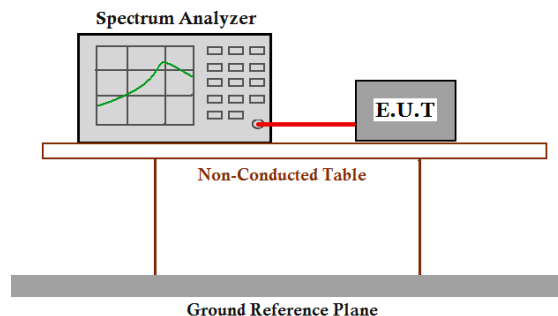 Spectrum Analyzer
E.U.T
Non-Conducted Table
Ground Reference Plane